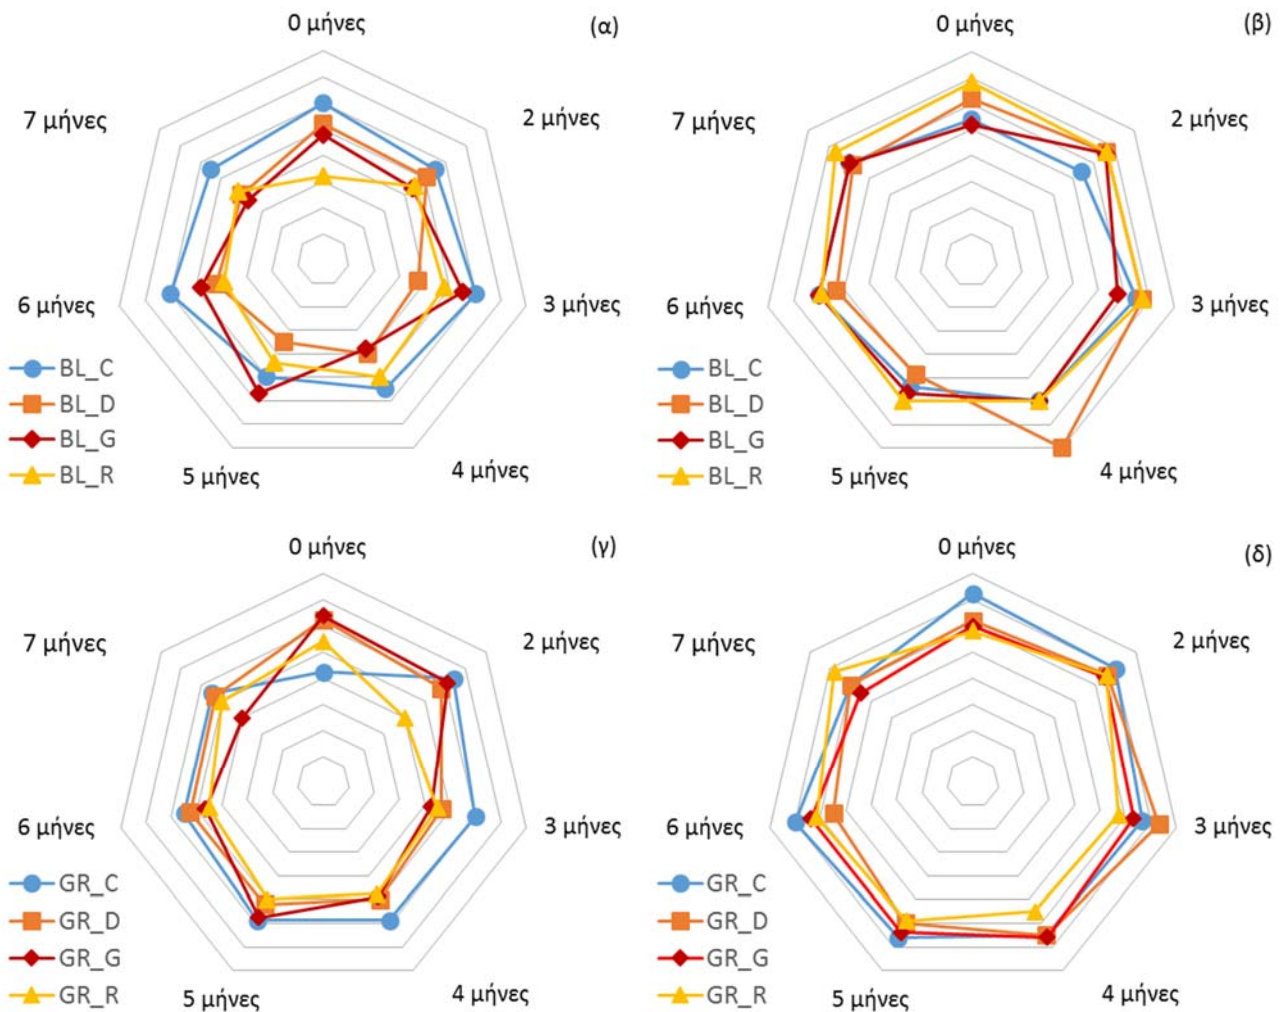 0 μήνες
(α)
2 μήνες
3 μήνες
4 μήνες
5 μήνες
6 μήνες
7 μήνες
BL_C
BL_D
BL_G
BL_R
0 μήνες
(β)
2 μήνες
3 μήνες
4 μήνες
5 μήνες
6 μήνες
7 μήνες
BL_C
BL_D
BL_G
BL_R
0 μήνες
(γ)
2 μήνες
3 μήνες
4 μήνες
5 μήνες
6 μήνες
7 μήνες
GR_C
GR_D
GR_G
GR_R
0 μήνες
(δ)
2 μήνες
3 μήνες
4 μήνες
5 μήνες
6 μήνες
7 μήνες
GR_C
GR_D
GR_G
GR_R